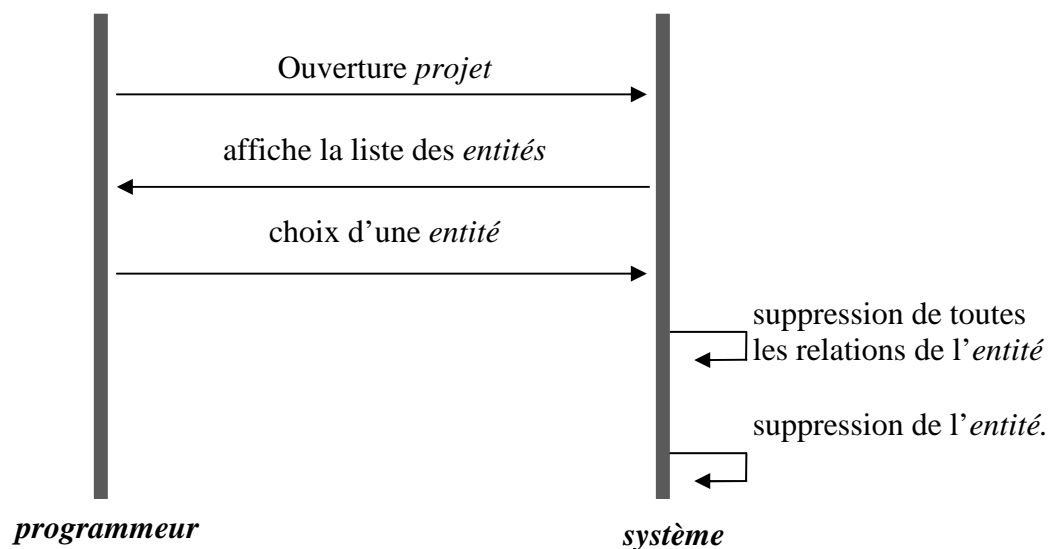 Ouverture projet
affiche la liste des entités
choix d’une entité
suppression de toutes
les relations de l’entité
suppression de l’entité.
programmeur
système